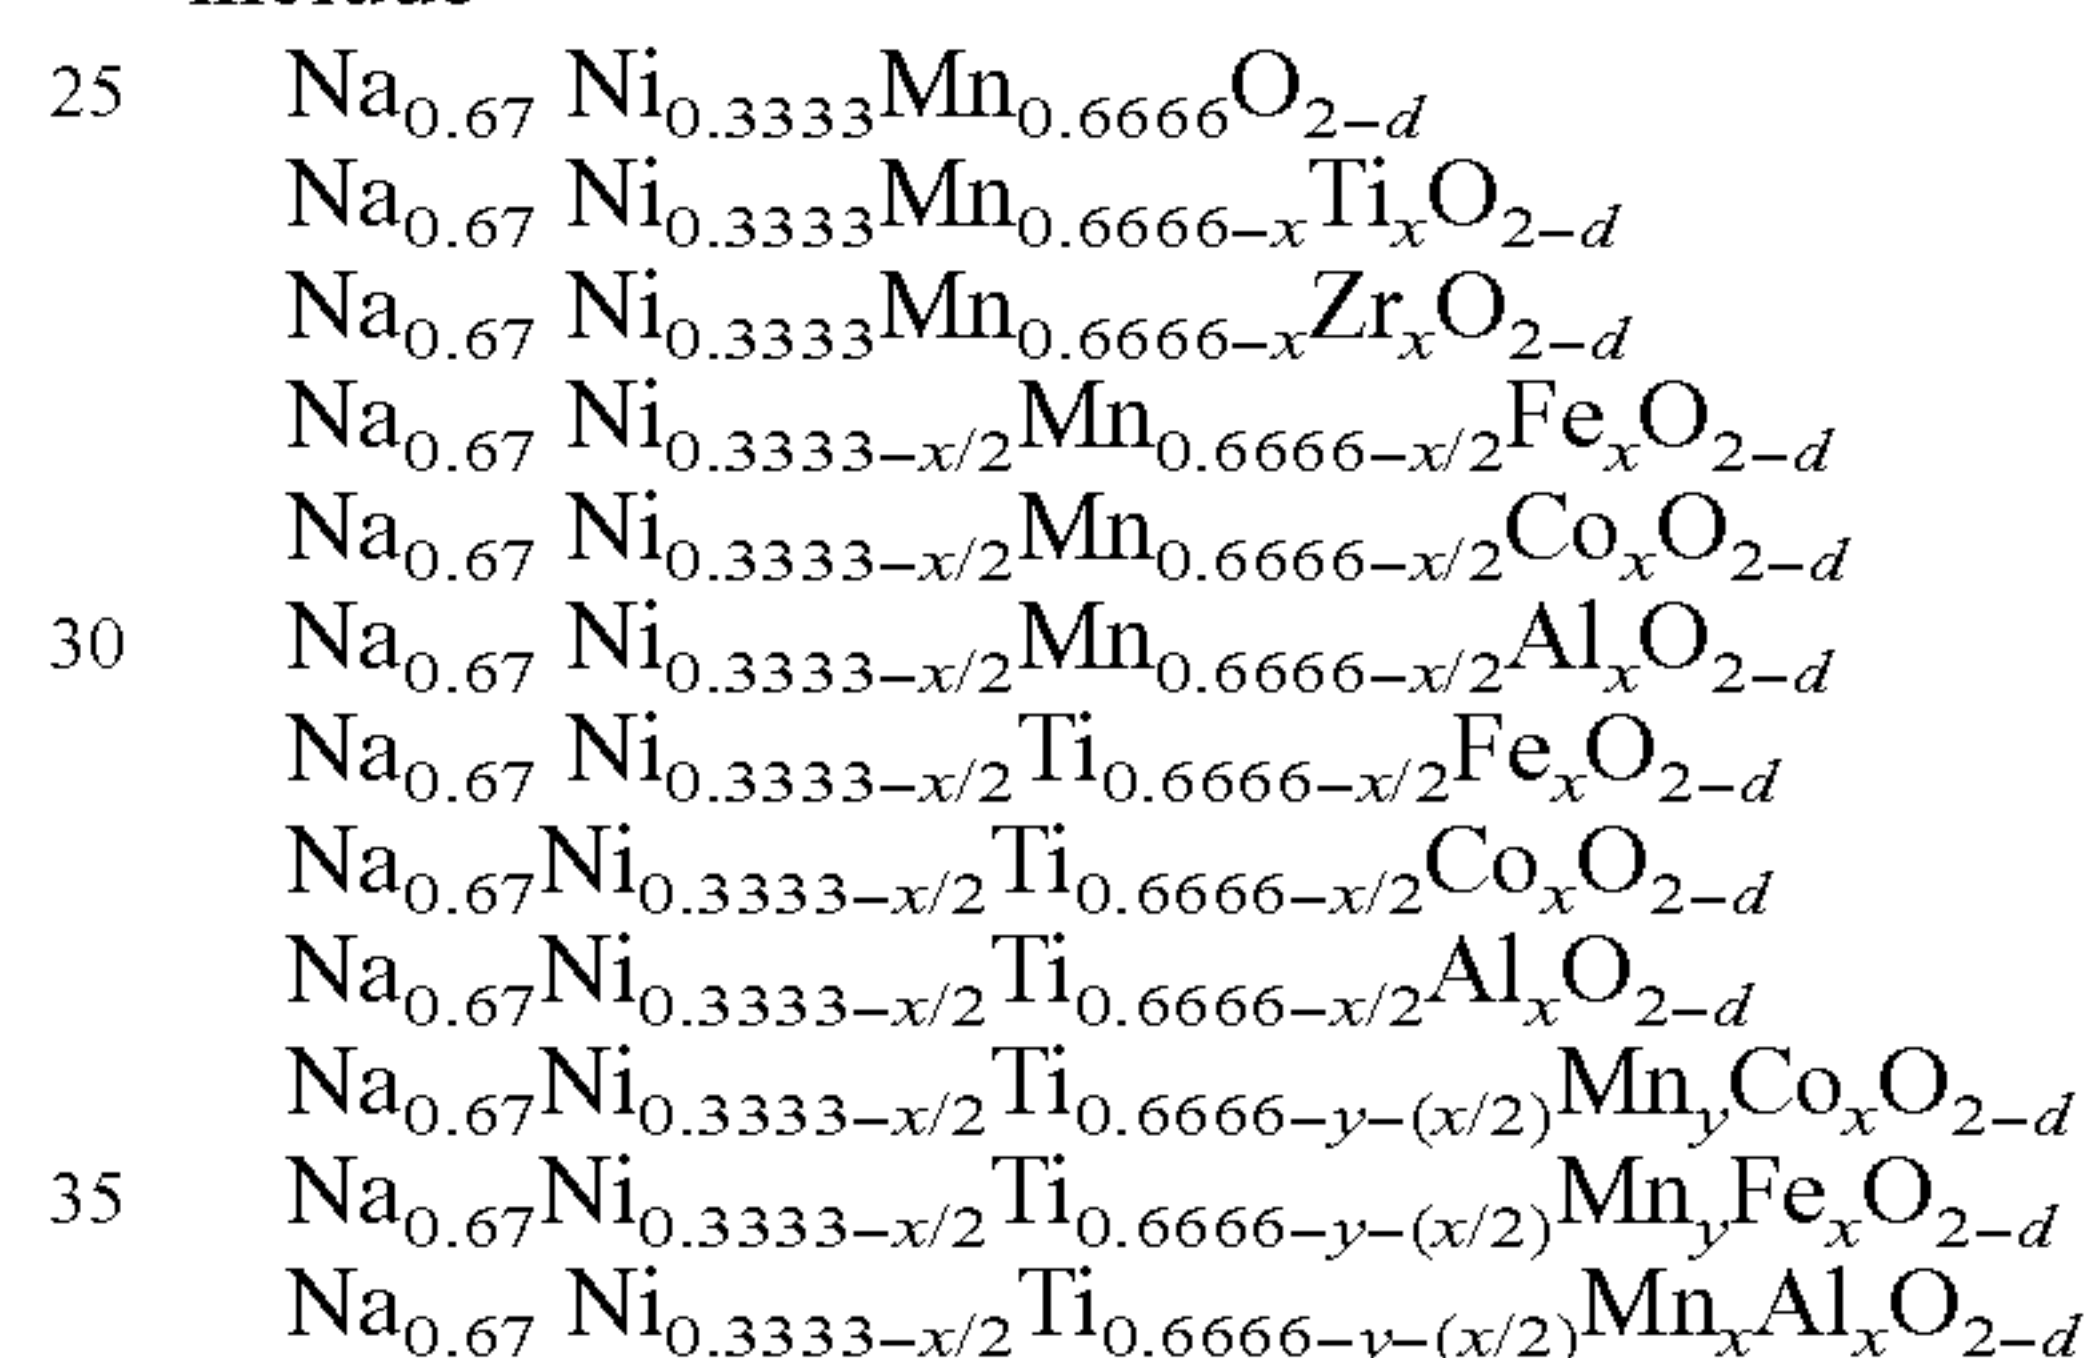 25 Na0.67 Ni0.3333Mn0.6666O2−d
Na0.67 Ni0.3333Mn0.6666−xTixO2−d
Na0.67 Ni0.3333Mn0.6666−xZrxO2−d
Na0.67 Ni0.3333−x/2Mn0.6666−x/2FexO2−d
Na0.67 Ni0.3333−x/2Mn0.6666−x/2CoxO2−d
30 Na0.67 Ni0.3333−x/2Mn0.6666−x/2AlxO2−d
Na0.67 Ni0.3333−x/2Ti0.6666−x/2FexO2−d
Na0.67Ni0.3333−x/2Ti0.6666−x/2CoxO2−d
Na0.67Ni0.3333−x/2Ti0.6666−x/2AlxO2−d
Na0.67Ni0.3333−x/2Ti0.6666−y−(x/2)MnyCoxO2−d
35 Na0.67Ni0.3333−x/2Ti0.6666−y−(x/2)MnyFexO2−d
Na0.67 Ni0.3333−x/2Ti0.6666−y−(x/2)MnxAlxO2−d